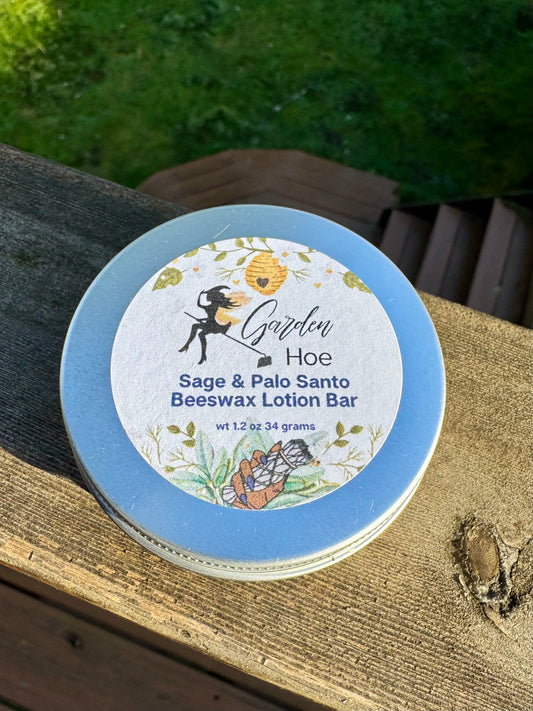 Garden
Hoe
Sage & Palo Santo
Beeswax Lotion Bar
wt 1.2 oz 34 grams